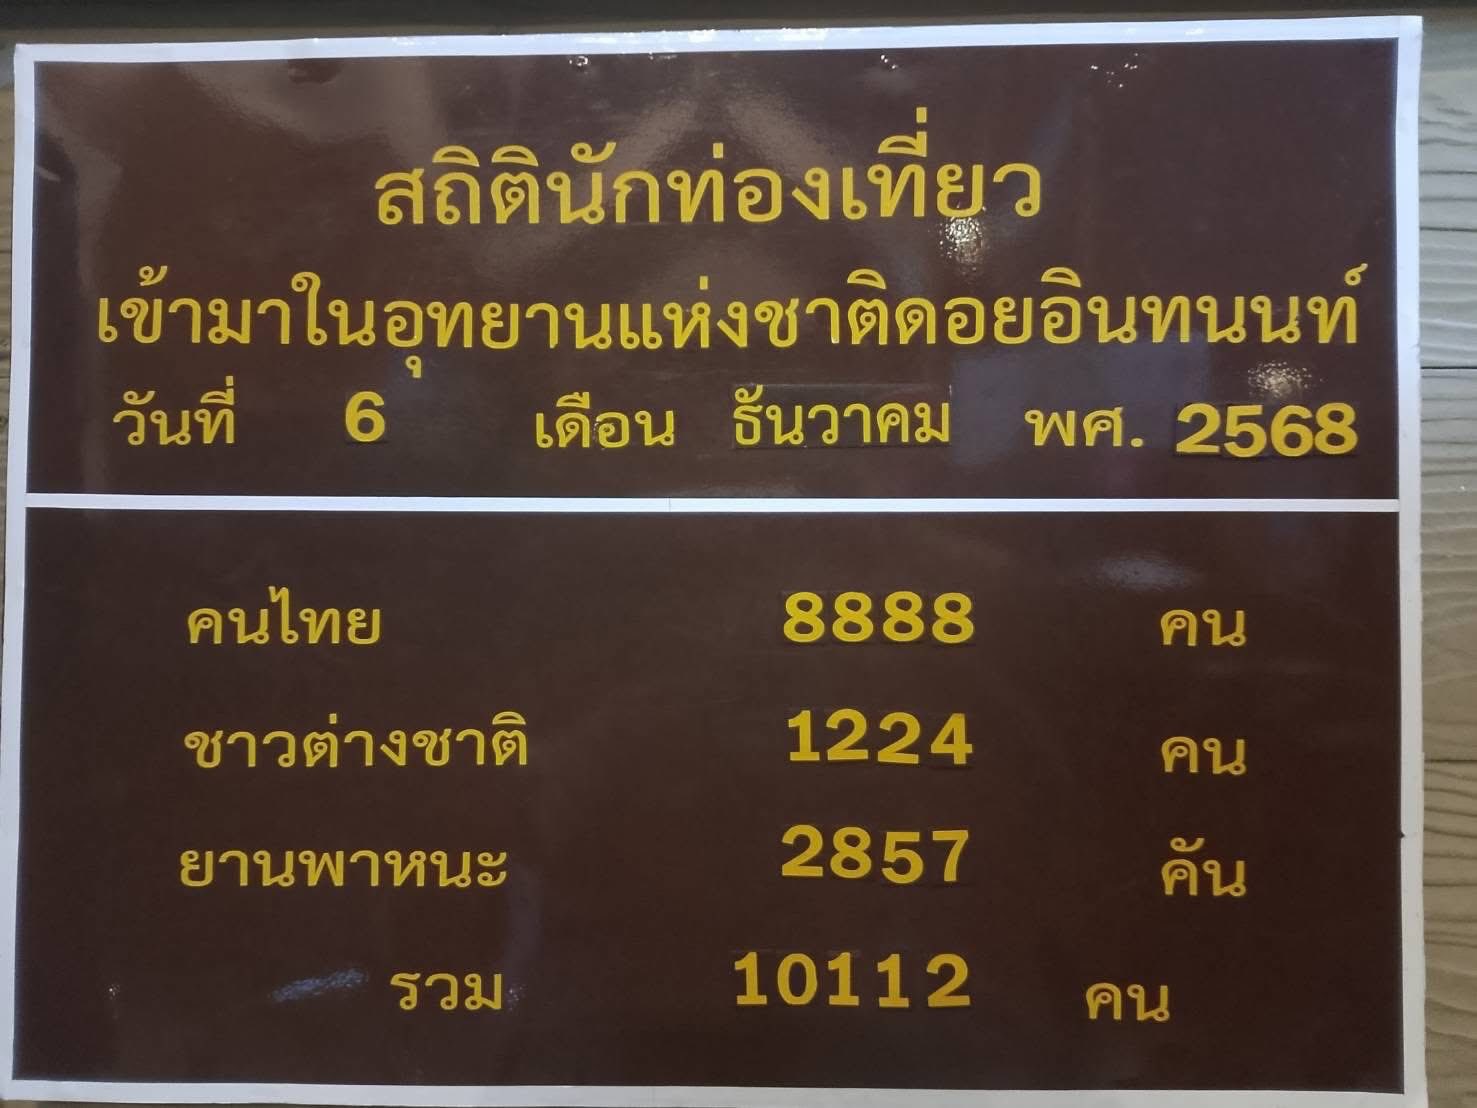 สถิตินักท่องเที่ยว
เข้ามาในอุทยานแห่งชาติดอยอินทนนท์
วันที่ 6 เดือน ธันวาคม พศ. 2568
คนไทย 8888 คน
ชาวต่างชาติ 1224 คน
ยานพาหนะ 2857 คัน
รวม 10112 คน